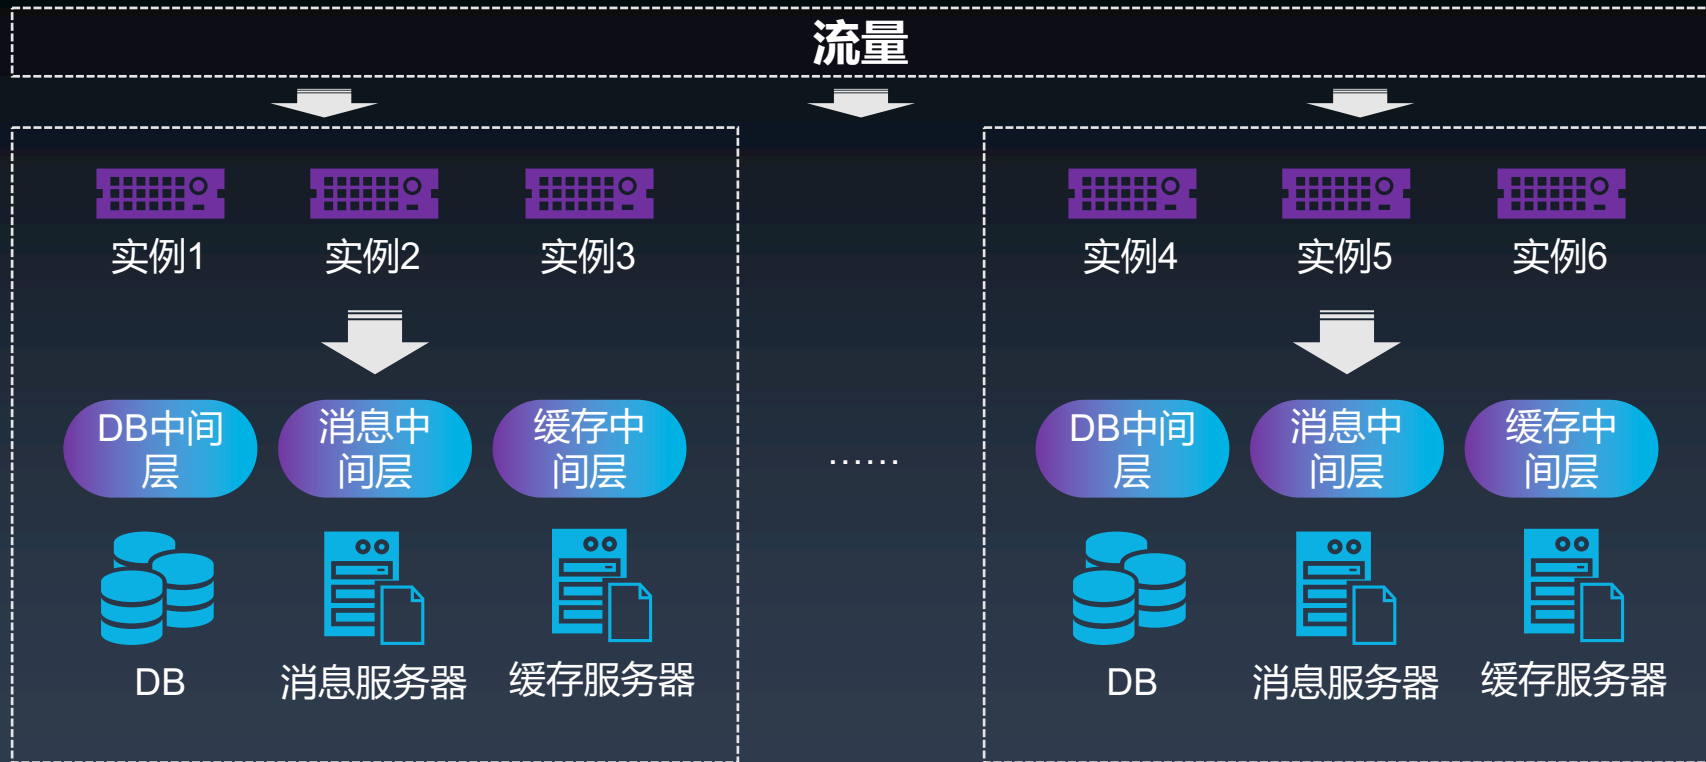 流量
实例1
实例2
实例3
实例4
实例5
实例6
DB中间
层
消息中
间层
缓存中
间层
......
DB中间
层
消息中
间层
缓存中
间层
DB
消息服务器
缓存服务器
DB
消息服务器
缓存服务器